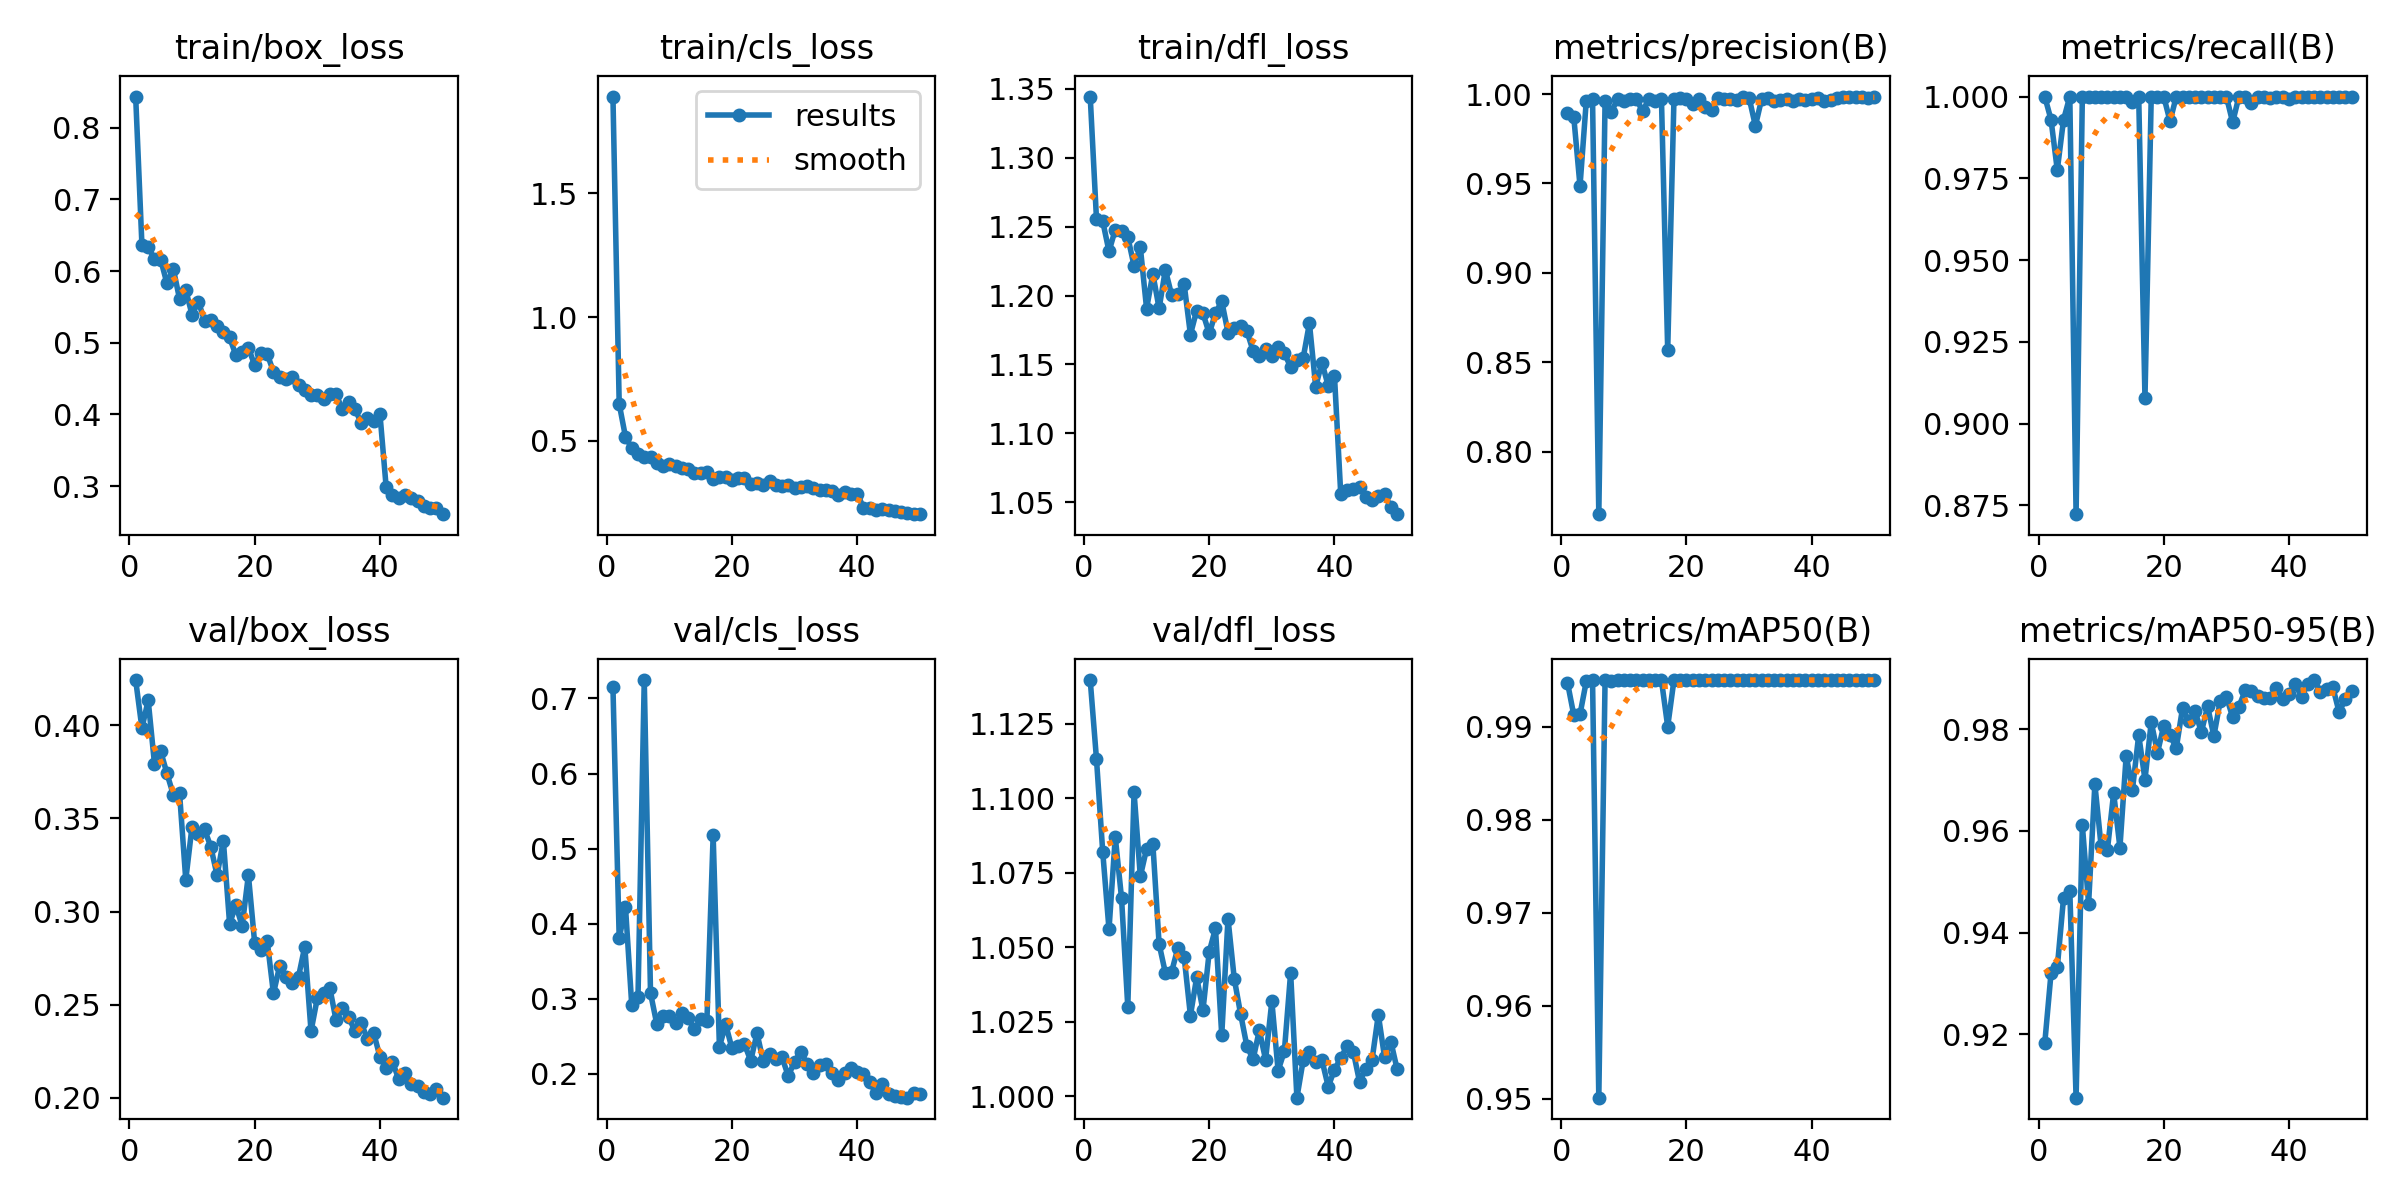 train/box_loss
0.8
0.7
0.6
0.5
0.4
0.3
0 20 40
train/cls_loss
results
smooth
1.5
1.0
0.5
0 20 40
train/dfl_loss
1.35
1.30
1.25
1.20
1.15
1.10
1.05
0 20 40
metrics/precision(B)
1.00
0.95
0.90
0.85
0.80
0 20 40
metrics/recall(B)
1.000
0.975
0.950
0.925
0.900
0.875
0 20 40
val/box_loss
0.40
0.35
0.30
0.25
0.20
0 20 40
val/cls_loss
0.7
0.6
0.5
0.4
0.3
0.2
0 20 40
val/dfl_loss
1.125
1.100
1.075
1.050
1.025
1.000
0 20 40
metrics/mAP50(B)
0.99
0.98
0.97
0.96
0.95
0 20 40
metrics/mAP50-95(B)
0.98
0.96
0.94
0.92
0 20 40